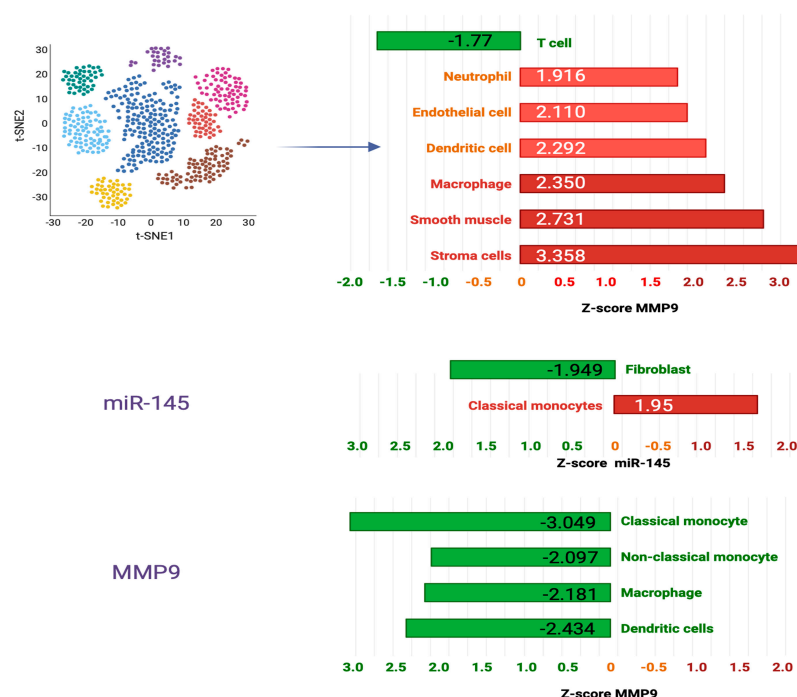 30
20
10
0
-10
-20
-30
t-SNE2
-30 -20 -10 0 10 20 30
t-SNE1
-1.77 T cell
Neutrophil 1.916
Endothelial cell 2.110
Dendritic cell 2.292
Macrophage 2.350
Smooth muscle 2.731
Stroma cells 3.358
-2.0 -1.5 -1.0 -0.5 0 0.5 1.0 1.5 2.0 2.5 3.0
Z-score MMP9
miR-145
-1.949 Fibroblast
Classical monocytes 1.95
3.0 2.5 2.0 1.5 1.0 0.5 0 -0.5 1.0 1.5 2.0
Z-score miR-145
MMP9
-3.049 Classical monocyte
-2.097 Non-classical monocyte
-2.181 Macrophage
-2.434 Dendritic cells
3.0 2.5 2.0 1.5 1.0 0.5 0 -0.5 1.0 1.5 2.0
Z-score MMP9